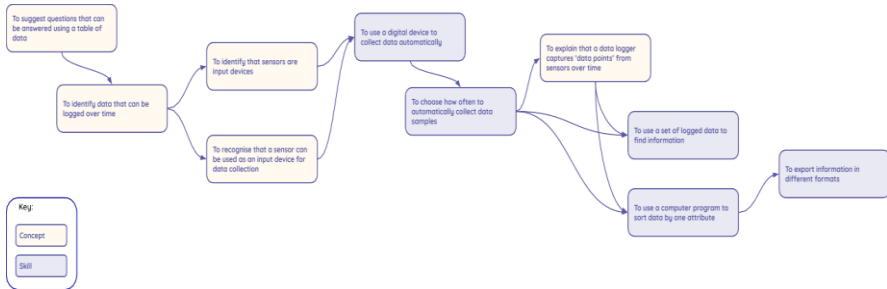 To suggest questions that can
be answered using a table of
data
To identify data that can be
logged over time
To identify that sensors are
input devices
To recognise that a sensor can
be used as an input device for
data collection
To use a digital device to
collect data automatically
To choose how often to
automatically collect data
samples
To explain that a data logger
captures 'data points' from
sensors over time
To use a set of logged data to
find information
To use a computer program to
sort data by one attribute
To export information in
different formats
Key:
Concept
Skill